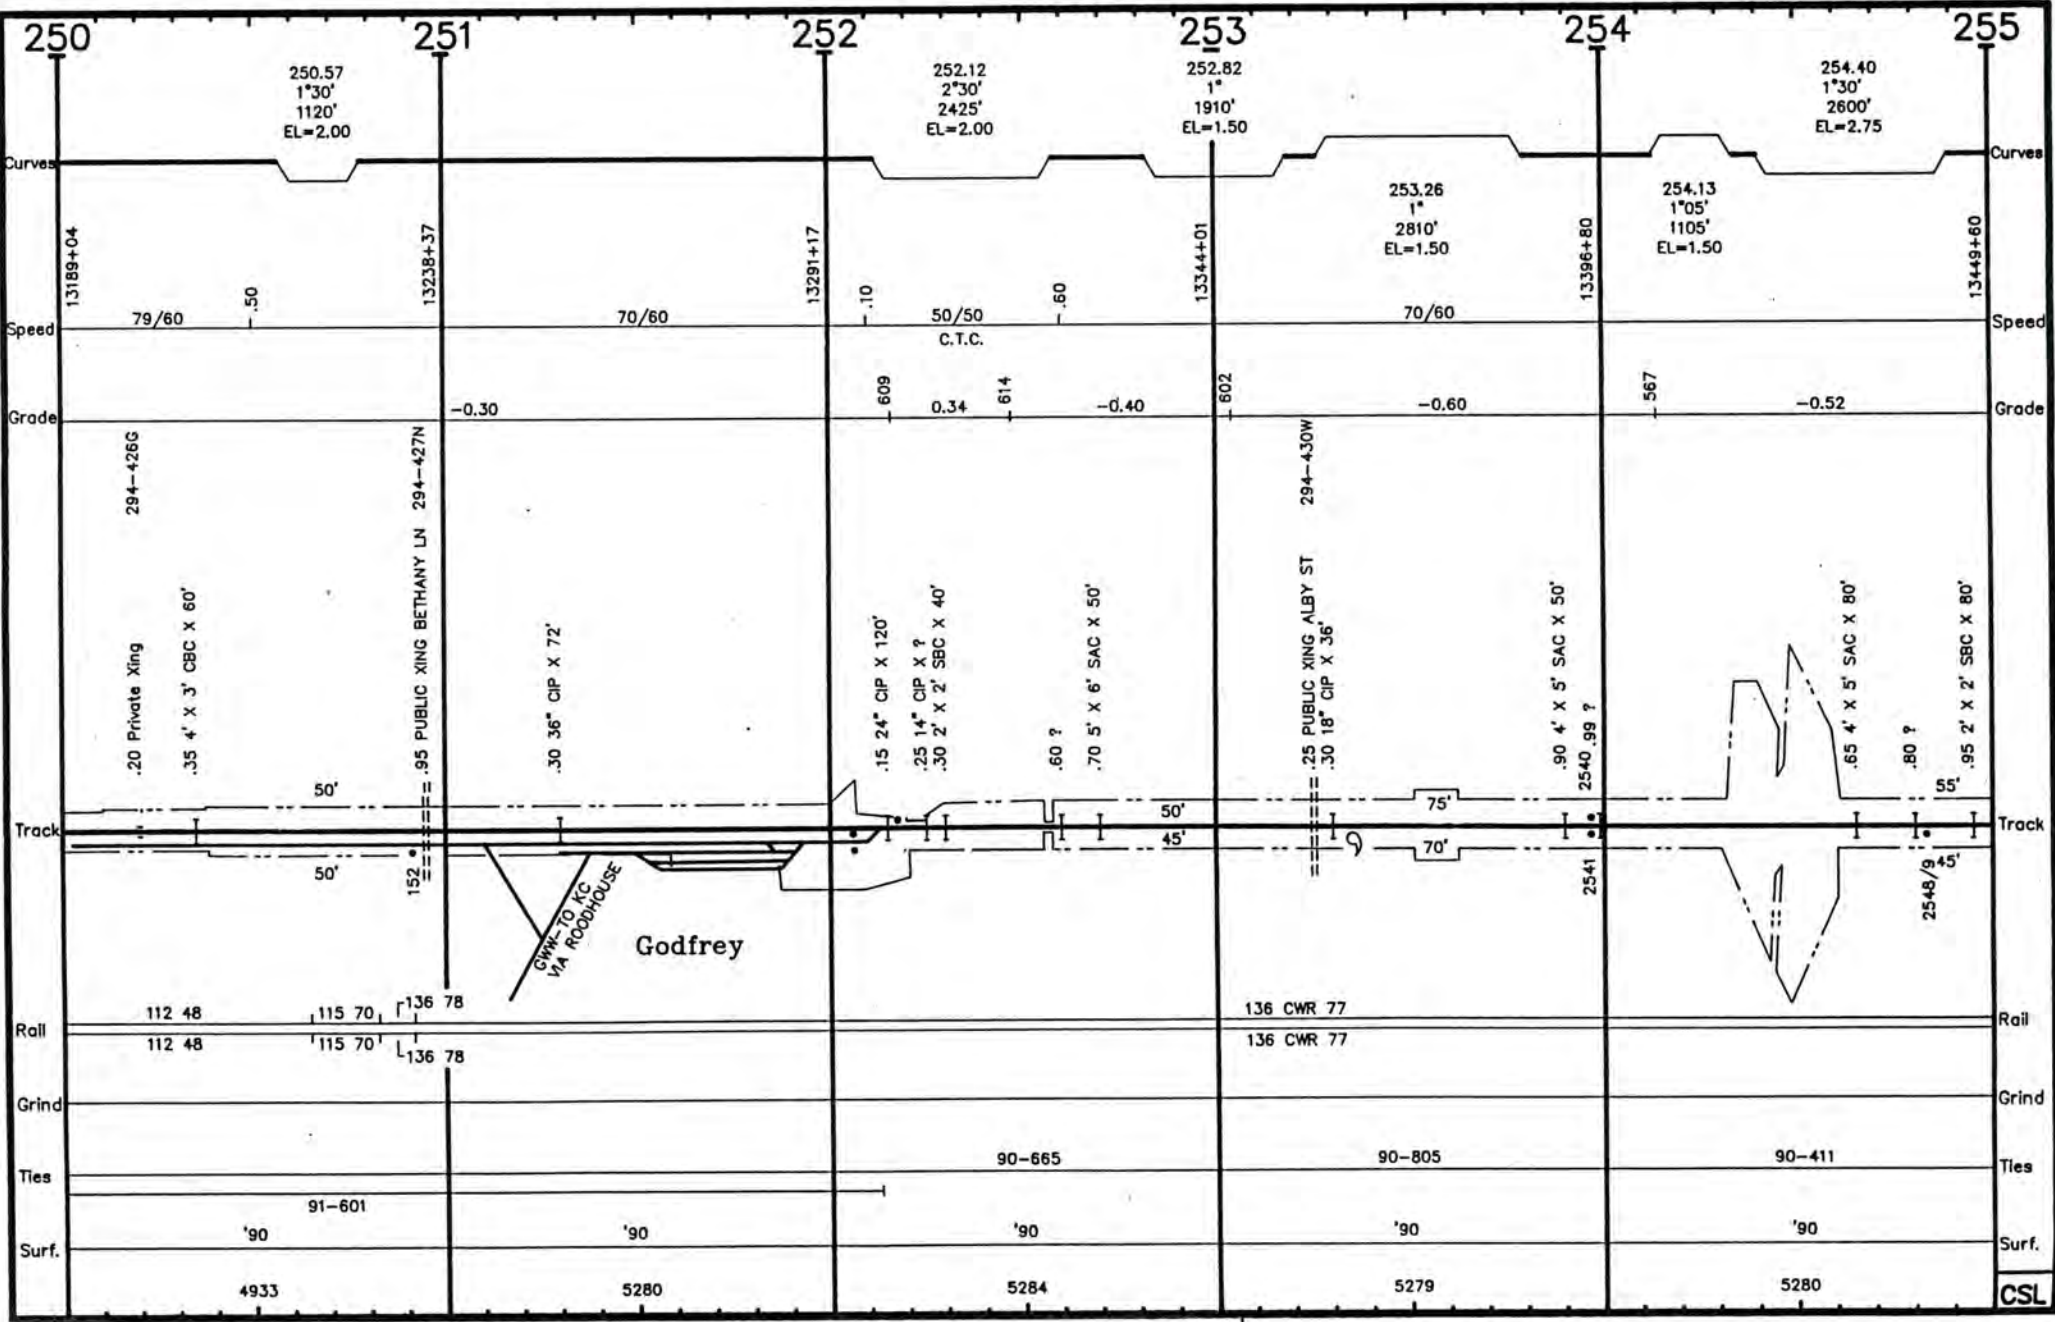 250
251
252
253
254
255
250.57
1°30'
1120'
EL=2.00
252.12
2°30'
2425'
EL=2.00
252.82
1°
1910'
EL=1.50
254.40
1°30'
2600'
EL=2.75
Curves
Curves
253.26
1°
2810'
EL=1.50
254.13
1°05'
1105'
EL=1.50
13189+04
13238+37
13291+17
13344+01
13396+80
13449+60
.50
.10
.60
Speed
79/60
70/60
50/50
70/60
Speed
C.T.C.
609
614
602
567
Grade
-0.30
0.34
-0.40
-0.60
-0.52
Grade
.20 Private Xing 294-426G
.35 4' X 3' CBC X 60'
.95 PUBLIC XING BETHANY LN 294-427N
.30 36" CIP X 72'
.15 24" CIP X 120'
.25 14" CIP X ?
.30 2' X 2' SBC X 40'
.60 ?
.70 5' X 6' SAC X 50'
.25 PUBLIC XING ALBY ST 294-430W
.30 18" CIP X 36'
.90 4' X 5' SAC X 50'
2540 .99 ?
.65 4' X 5' SAC X 80'
.80 ?
.95 2' X 2' SBC X 80'
50'
50'
75'
55'
Track
Track
50'
45'
70'
45'
152
2541
2548/9
GWW-TO KC
VIA ROODHOUSE
Godfrey
112 48
115 70
136 78
136 CWR 77
Rail
Rail
112 48
115 70
136 78
136 CWR 77
Grind
Grind
90-665
90-805
90-411
Ties
Ties
91-601
'90
'90
'90
'90
'90
Surf.
Surf.
4933
5280
5284
5279
5280
CSL